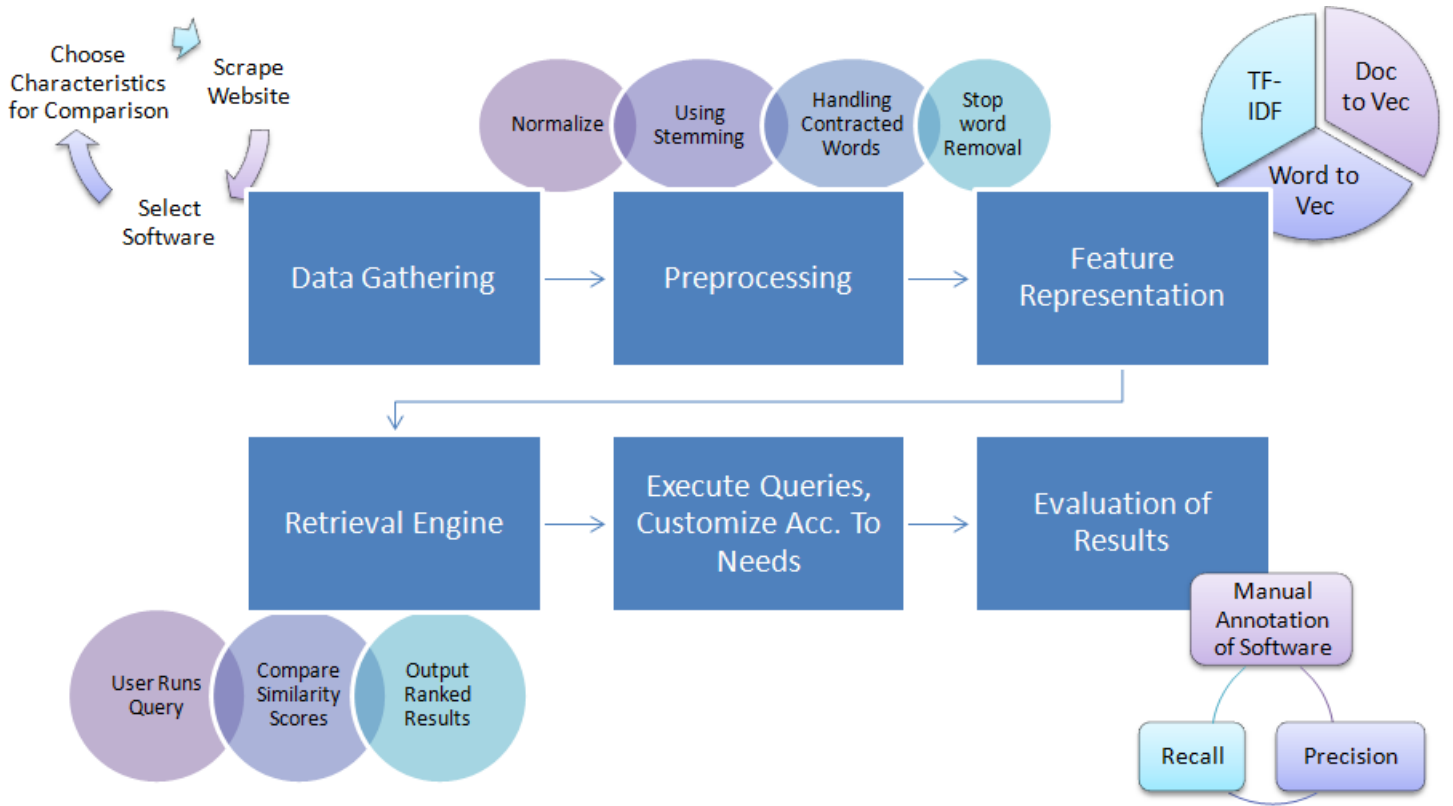 Choose
Characteristics
for Comparison
Scrape
Website
Select
Software
Normalize
Using
Stemming
Handling
Contracted
Words
Stop
word
Removal
TF-
IDF
Doc
to Vec
Word to
Vec
Data Gathering
Preprocessing
Feature
Representation
Retrieval Engine
Execute Queries,
Customize Acc. To
Needs
Evaluation of
Results
User Runs
Query
Compare
Similarity
Scores
Output
Ranked
Results
Manual
Annotation
of Software
Recall
Precision